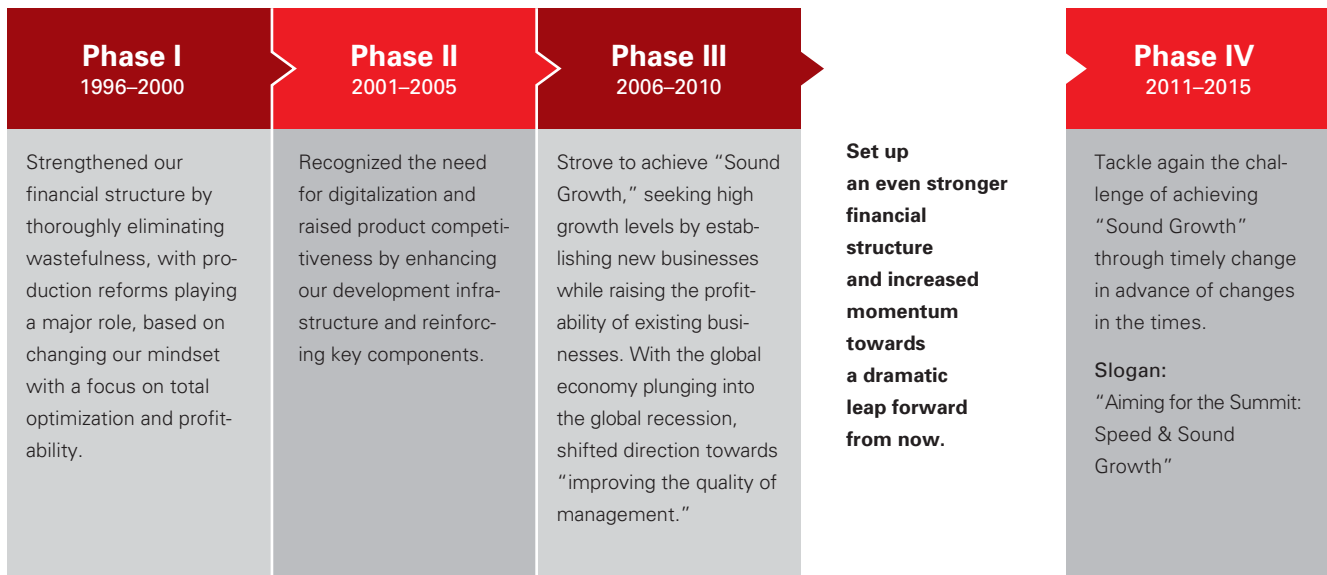 Phase I
1996–2000
Strengthened our
financial structure by
thoroughly eliminating
wastefulness, with pro-
duction reforms playing
a major role, based on
changing our mindset
with a focus on total
optimization and profit-
ability.
Phase II
2001–2005
Recognized the need
for digitalization and
raised product competi-
tiveness by enhancing
our development infra-
structure and reinforc-
ing key components.
Phase III
2006–2010
Strove to achieve “Sound
Growth,” seeking high
growth levels by estab-
lishing new businesses
while raising the profit-
ability of existing busi-
nesses. With the global
economy plunging into
the global recession,
shifted direction towards
“improving the quality of
management.”
Set up
an even stronger
financial
structure
and increased
momentum
towards
a dramatic
leap forward
from now.
Phase IV
2011–2015
Tackle again the chal-
lenge of achieving
“Sound Growth”
through timely change
in advance of changes
in the times.
Slogan:
“Aiming for the Summit:
Speed & Sound
Growth”